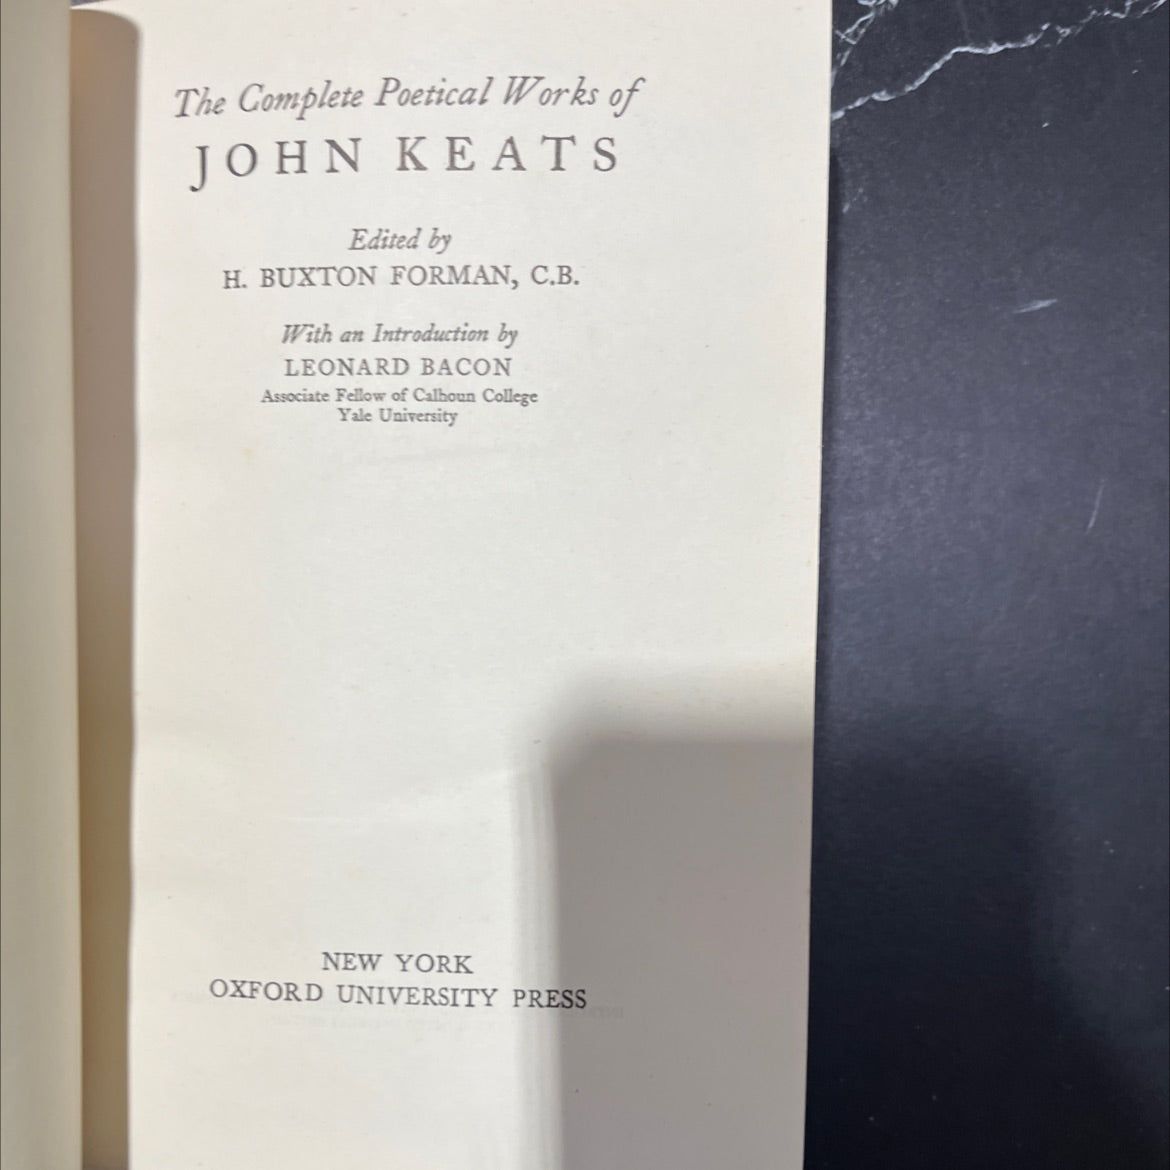 The Complete Poetical Works of
JOHN KEATS
Edited by
H. BUXTON FORMAN, C.B.
With an Introduction by
LEONARD BACON
Associate Fellow of Calhoun College
Yale University
NEW YORK
OXFORD UNIVERSITY PRESS